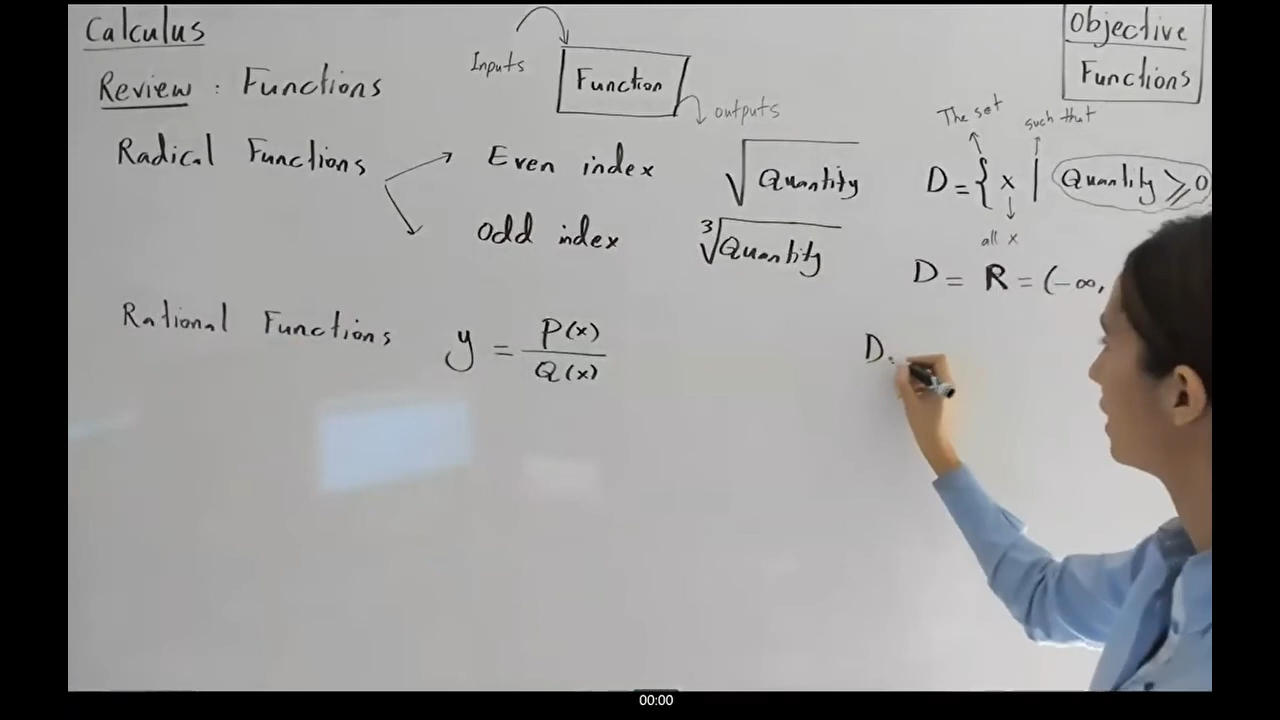 Calculus
Review : Functions
Inputs
Function
outputs
Objective
Functions
Radical Functions
Even index
√Quantity
The set
such that
D = { x | Quantity ⩾ 0
all x
Odd index
∛Quantity
D = R = (-∞,
Rational Functions
y = P(x) / Q(x)
D
00:00